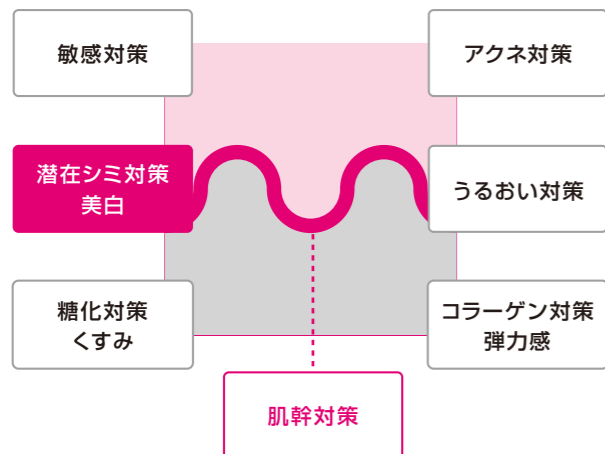 敏感対策
アクネ対策
潜在シミ対策
美白
うるおい対策
糖化対策
くすみ
コラーゲン対策
弾力感
肌幹対策